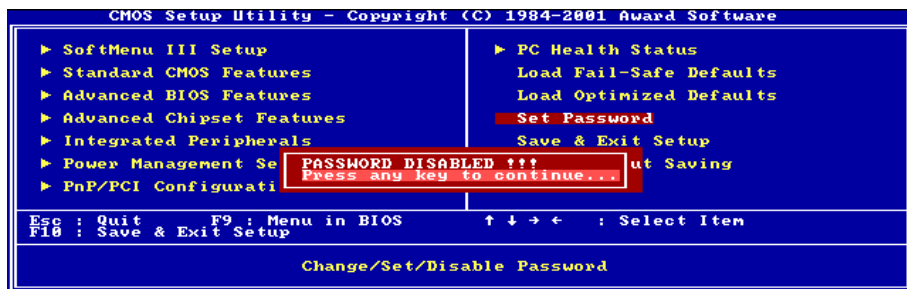 CMOS Setup Utility - Copyright (C) 1984-2001 Award Software
► SoftMenu III Setup
► Standard CMOS Features
► Advanced BIOS Features
► Advanced Chipset Features
► Integrated Peripherals
► Power Management Se
► PnP/PCI Configurati
► PC Health Status
Load Fail-Safe Defaults
Load Optimized Defaults
Set Password
Save & Exit Setup
ut Saving
PASSWORD DISABLED !!!
Press any key to continue...
Esc : Quit F9 : Menu in BIOS ↑ ↓ → ← : Select Item
F10 : Save & Exit Setup
Change/Set/Disable Password